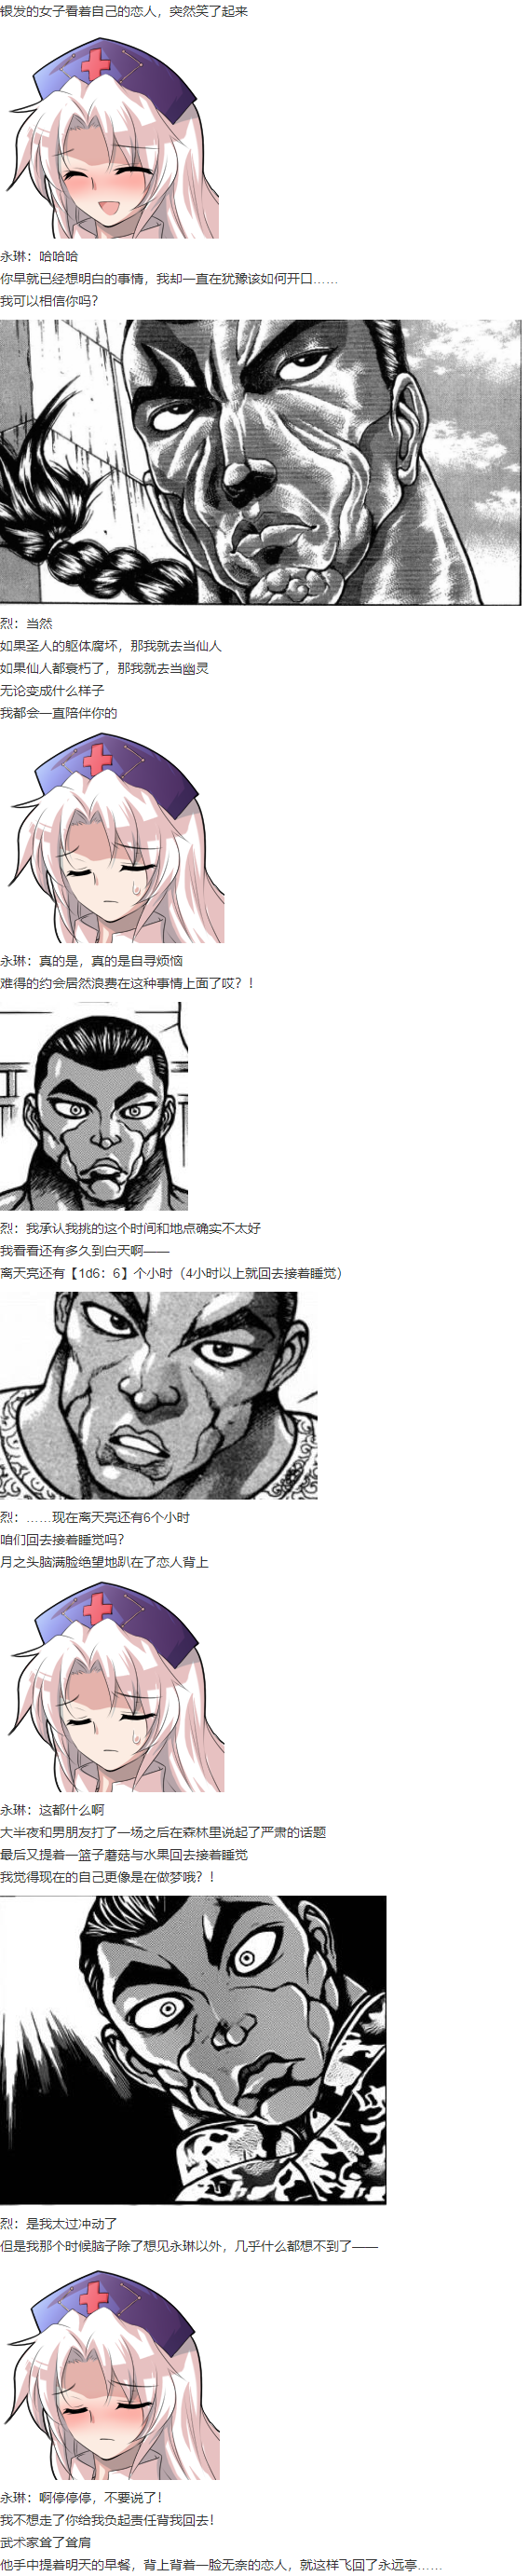 银发的女子看着自己的恋人，突然笑了起来
永琳：哈哈哈
你早就已经想明白的事情，我却一直在犹豫该如何开口……
我可以相信你吗？
烈：当然
如果圣人的躯体腐坏，那我就去当仙人
如果仙人都衰朽了，那我就去当幽灵
无论变成什么样子
我都会一直陪伴你的
永琳：真的是，真的是自寻烦恼
难得的约会居然浪费在这种事情上面了哎？！
烈：我承认我挑的这个时间和地点确实不太好
我看看还有多久到白天啊——
离天亮还有【1d6：6】个小时（4小时以上就回去接着睡觉）
烈：……现在离天亮还有6个小时
咱们回去接着睡觉吗？
月之头脑满脸绝望地趴在了恋人背上
永琳：这都什么啊
大半夜和男朋友打了一场之后在森林里说起了严肃的话题
最后又提着一篮子蘑菇与水果回去接着睡觉
我觉得现在的自己更像是在做梦哦？！
烈：是我太过冲动了
但是我那个时候脑子除了想见永琳以外，几乎什么都想不到了——
永琳：啊停停停，不要说了！
我不想走了你给我负起责任背我回去！
武术家耸了耸肩
他手中提着明天的早餐，背上背着一脸无奈的恋人，就这样飞回了永远亭……